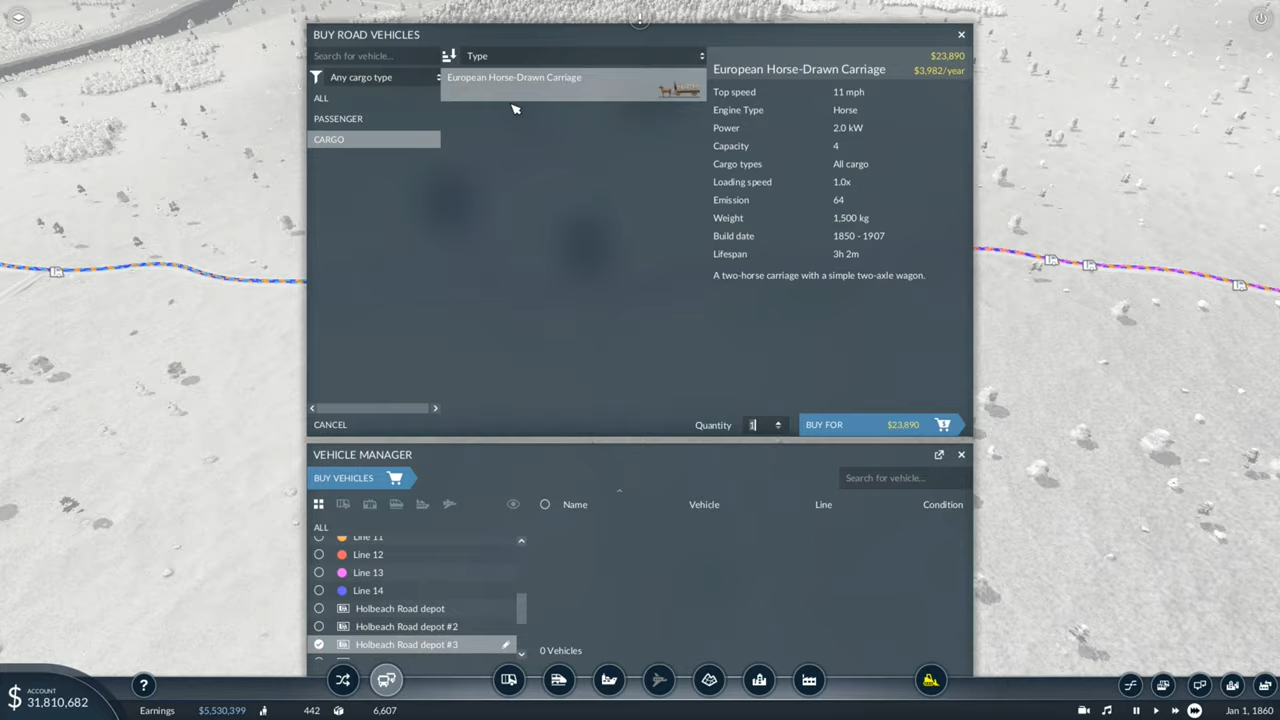 BUY ROAD VEHICLES
Search for vehicle...
Type
Any cargo type
ALL
PASSENGER
CARGO
European Horse-Drawn Carriage
$23,890
European Horse-Drawn Carriage
$3,982/year
Top speed 11 mph
Engine Type Horse
Power 2.0 kW
Capacity 4
Cargo types All cargo
Loading speed 1.0x
Emission 64
Weight 1,500 kg
Build date 1850 - 1907
Lifespan 3h 2m
A two-horse carriage with a simple two-axle wagon.
CANCEL
Quantity 1
BUY FOR $23,890
VEHICLE MANAGER
BUY VEHICLES
Search for vehicle...
Name Vehicle Line Condition
ALL
Line 11
Line 12
Line 13
Line 14
Holbeach Road depot
Holbeach Road depot #2
Holbeach Road depot #3
0 Vehicles
$ ACCOUNT
31,810,682
?
Earnings $5,530,399 442 6,607
Jan 1, 1860